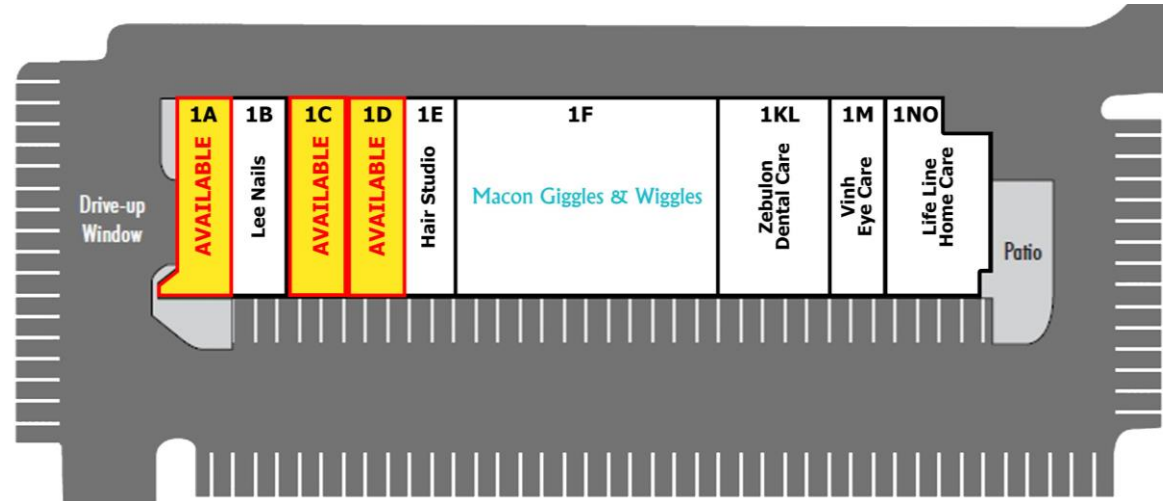 1A
AVAILABLE
1B
Lee Nails
1C
AVAILABLE
1D
AVAILABLE
1E
Hair Studio
1F
Macon Giggles & Wiggles
1KL
Zebulon
Dental Care
1M
Vinh
Eye Care
1NO
Life Line
Home Care
Drive-up
Window
Patio